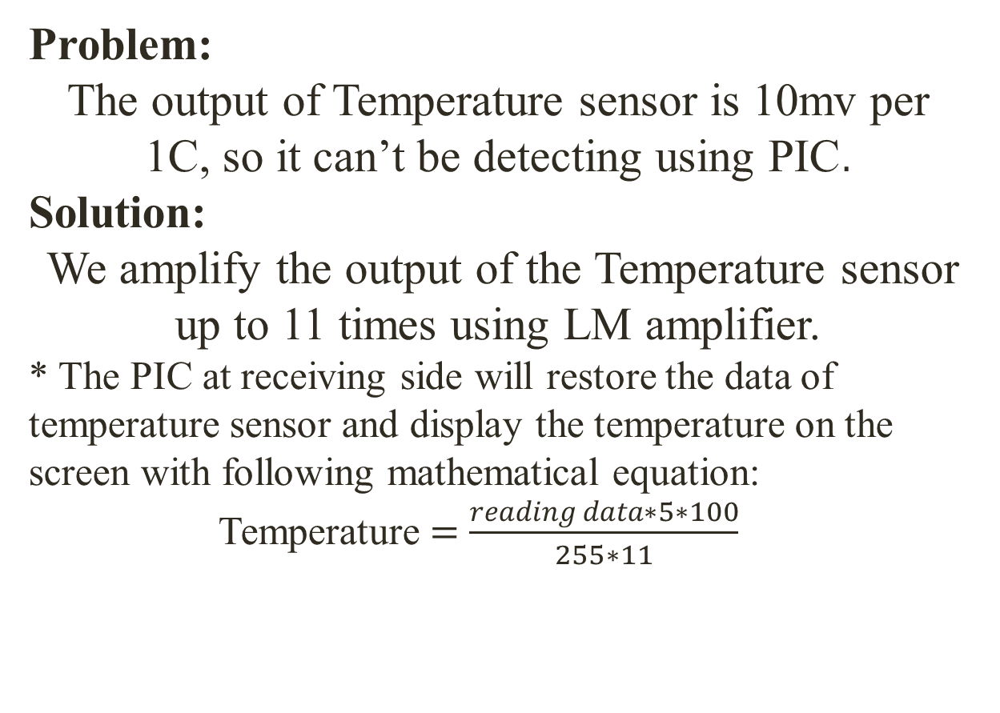 Problem:
The output of Temperature sensor is 10mv per
1C, so it can’t be detecting using PIC.
Solution:
We amplify the output of the Temperature sensor
up to 11 times using LM amplifier.
* The PIC at receiving side will restore the data of
temperature sensor and display the temperature on the
screen with following mathematical equation:
Temperature = reading data*5*100
255*11